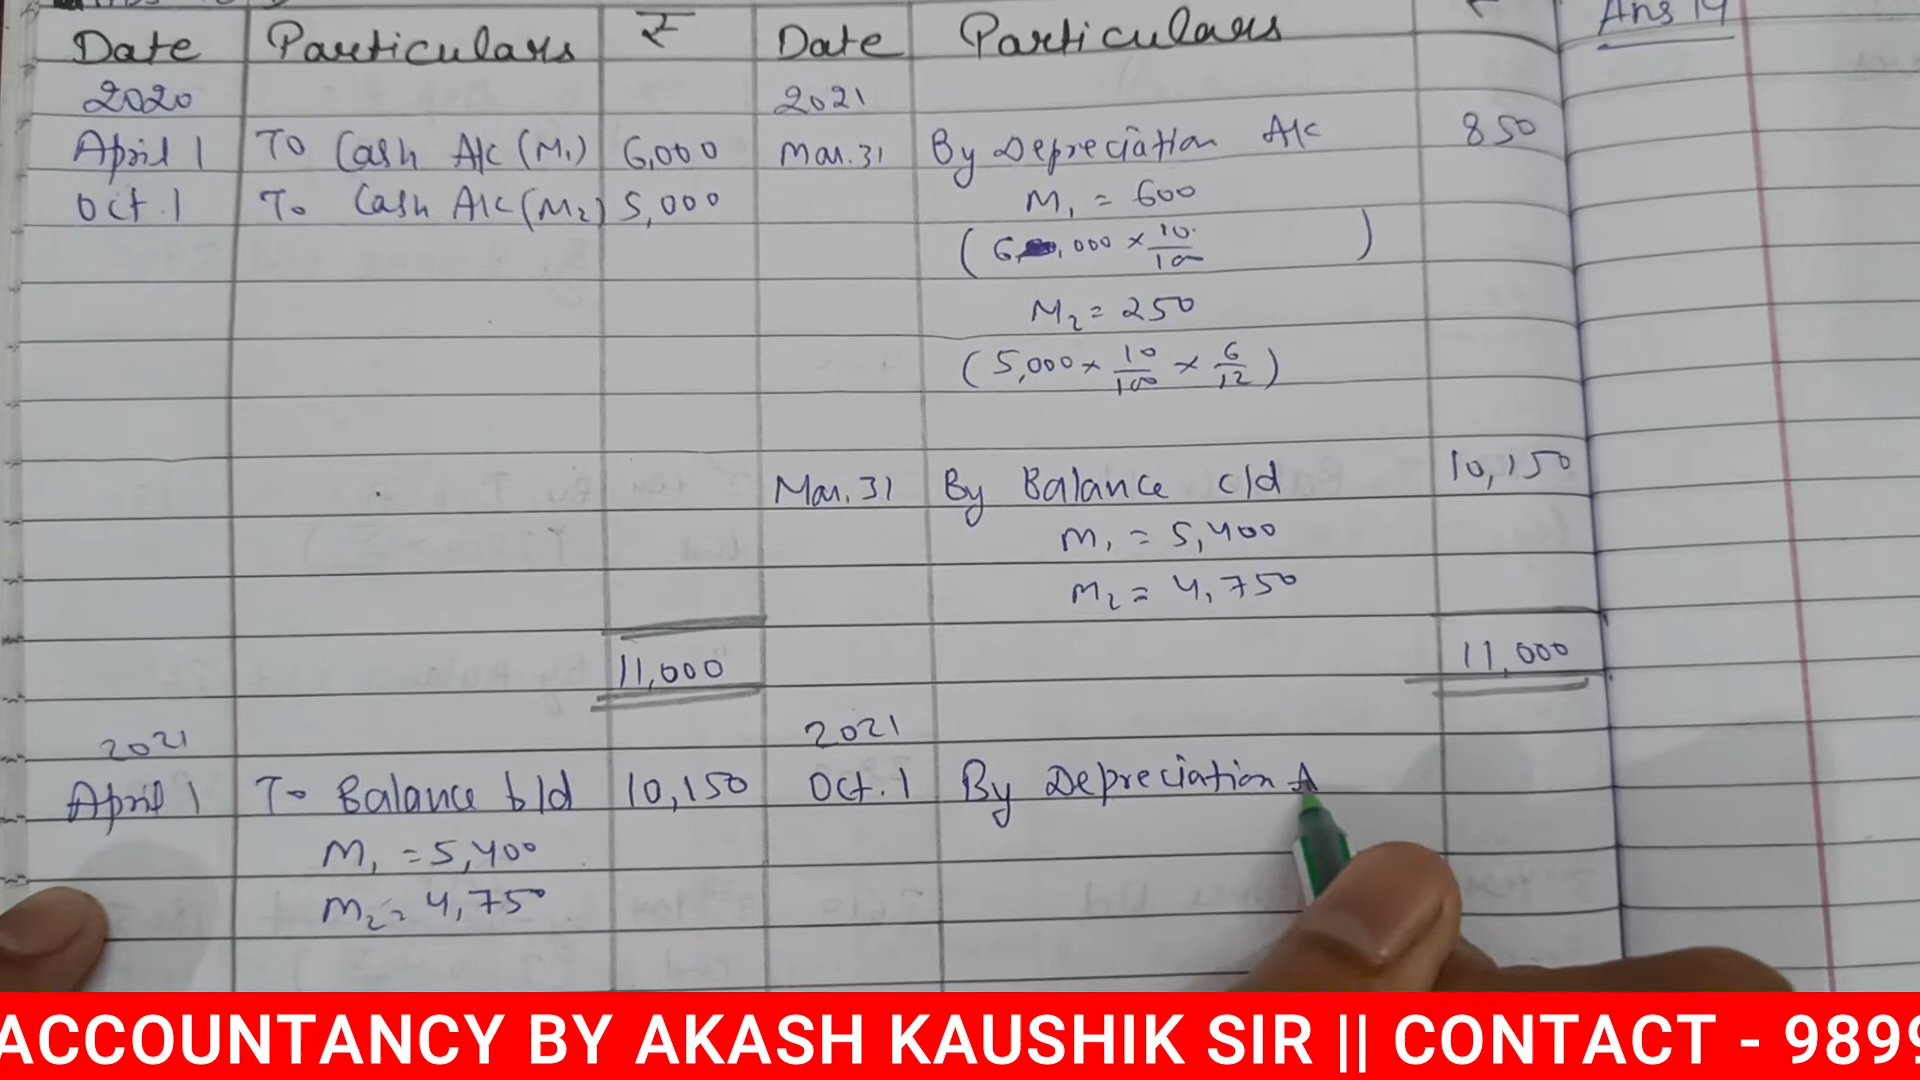 Date Particulars ₹ Date Particulars
Ans 14
2020 2021
April 1 To Cash A/c (M₁) 6,000 Mar. 31 By Depreciation A/c 850
Oct. 1 To Cash A/c (M₂) 5,000 M₁ = 600
(6,000 × 10/100)
M₂ = 250
(5,000 × 10/100 × 6/12)
Mar. 31 By Balance c/d 10,150
M₁ = 5,400
M₂ = 4,750
11,000 11,000
2021 2021
April 1 To Balance b/d 10,150 Oct. 1 By Depreciation A
M₁ = 5,400
M₂ = 4,750
ACCOUNTANCY BY AKASH KAUSHIK SIR || CONTACT - 9899